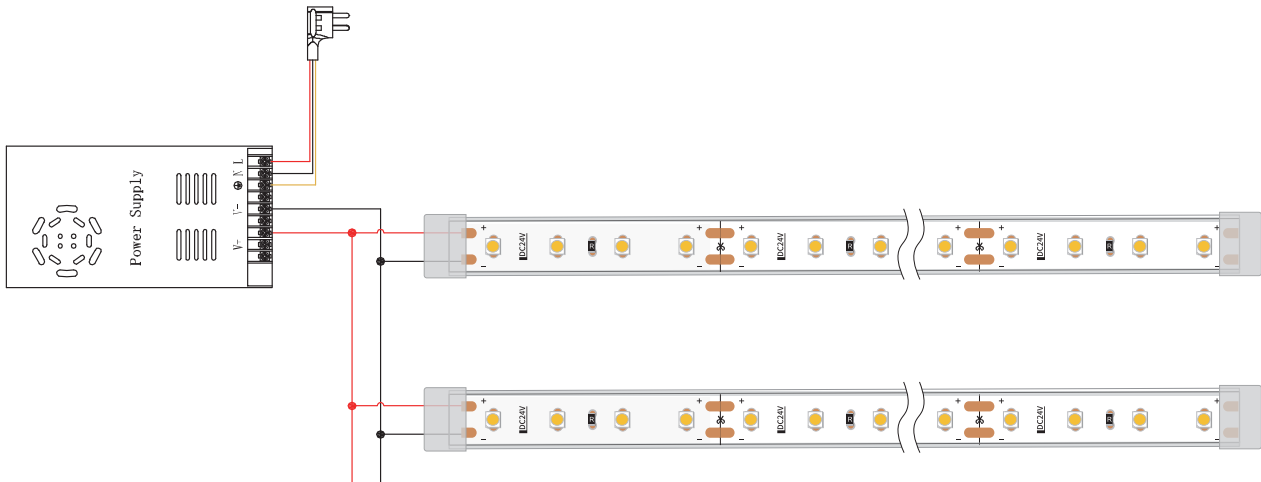 Power Supply
L
N
V-
V-
+ DC24V R + + DC24V R + DC24V R +
- - - - - -
+ DC24V R + + DC24V R + DC24V R +
- - - - - -